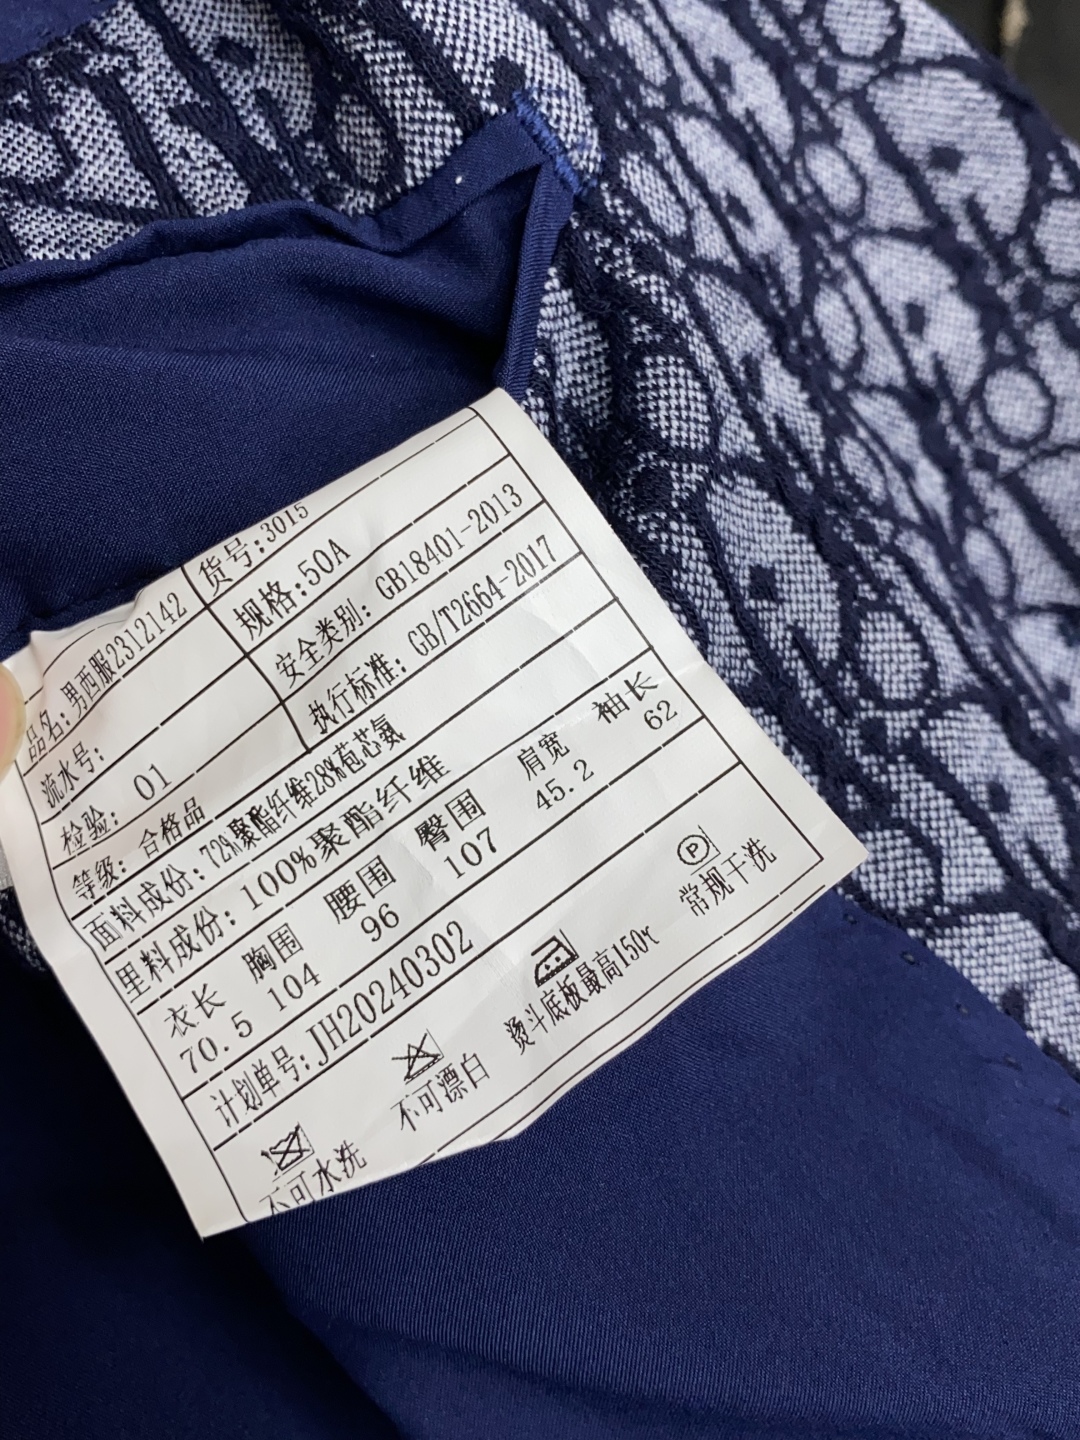 品名:男西服2312142 货号:3015
流水号: 规格:50A
检验: 01 安全类别: GB18401-2013
等级: 合格品 执行标准: GB/T2664-2017
面料成份:72%聚酯纤维28%苞芯氨
里料成份: 100%聚酯纤维
衣长 胸围 腰围 臀围 肩宽 袖长
70.5 104 96 107 45.2 62
计划单号:JH20240302
P
不可水洗 不可漂白 烫斗底板最高150℃ 常规干洗